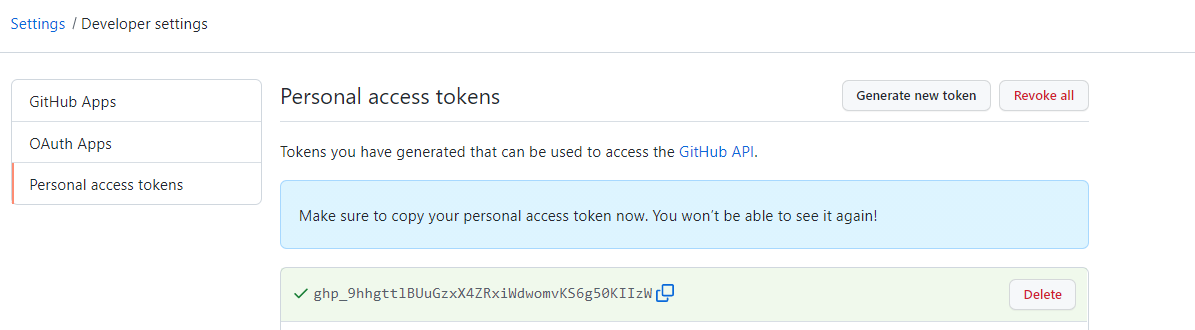 Settings / Developer settings
GitHub Apps
OAuth Apps
Personal access tokens
Personal access tokens
Generate new token
Revoke all
Tokens you have generated that can be used to access the GitHub API.
Make sure to copy your personal access token now. You won't be able to see it again!
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
Delete